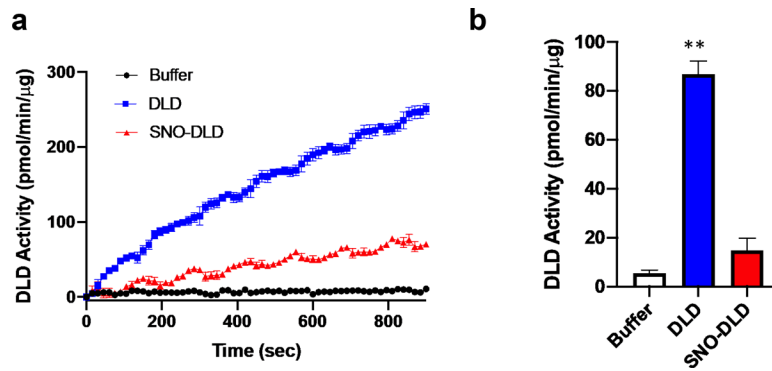 a
Buffer
DLD
SNO-DLD
DLD Activity (pmol/min/µg)
300
200
100
0
0
200
400
600
800
Time (sec)
b
**
DLD Activity (pmol/min/µg)
100
80
60
40
20
0
Buffer
DLD
SNO-DLD